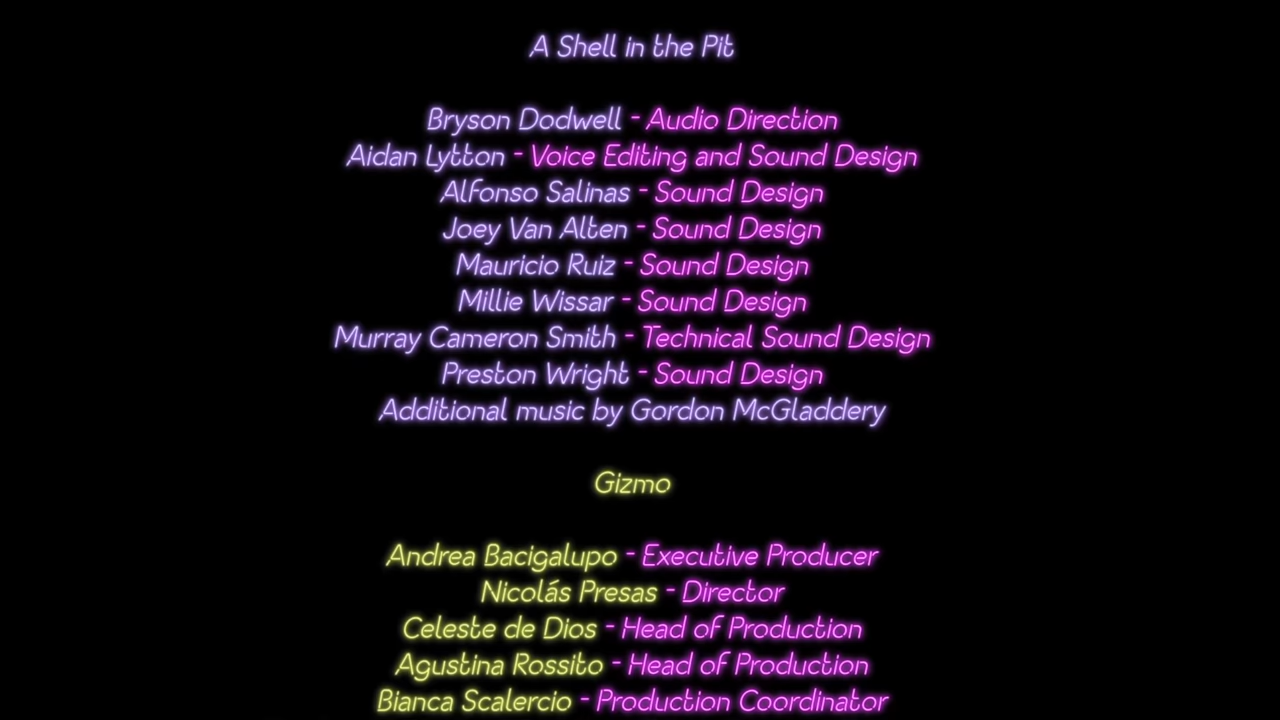 A Shell in the Pit
Bryson Dodwell - Audio Direction
Aidan Lytton - Voice Editing and Sound Design
Alfonso Salinas - Sound Design
Joey Van Alten - Sound Design
Mauricio Ruiz - Sound Design
Millie Wissar - Sound Design
Murray Cameron Smith - Technical Sound Design
Preston Wright - Sound Design
Additional music by Gordon McGladdery
Gizmo
Andrea Bacigalupo - Executive Producer
Nicolás Presas - Director
Celeste de Dios - Head of Production
Agustina Rossito - Head of Production
Bianca Scalercio - Production Coordinator